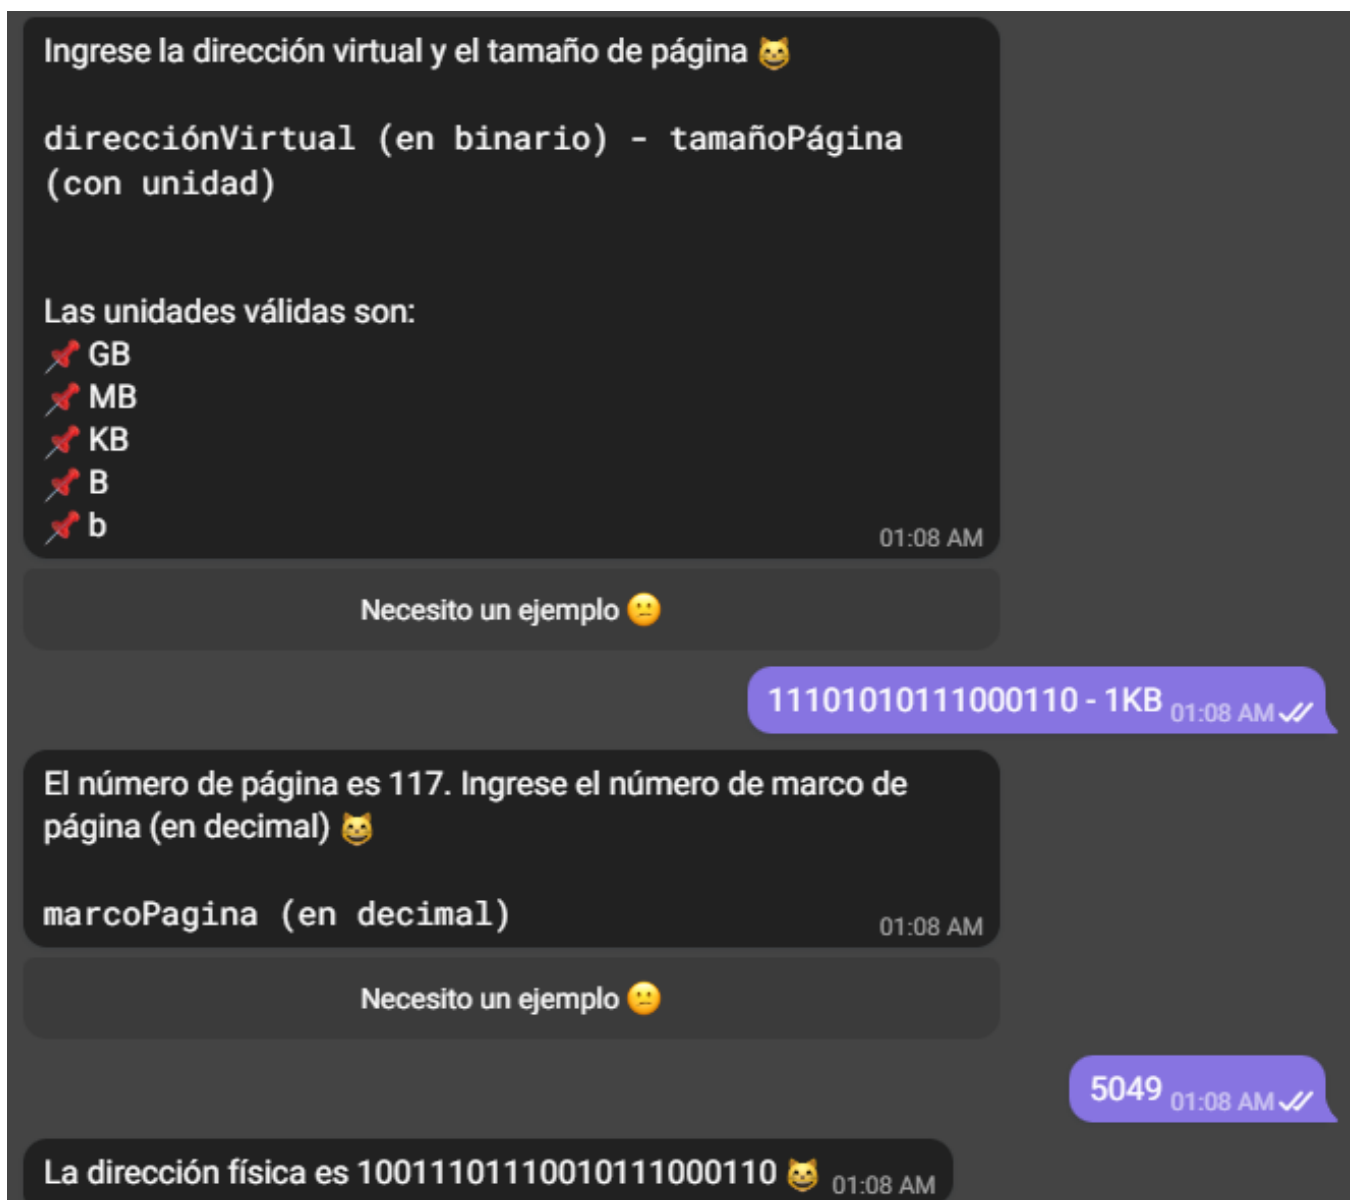 Ingrese la dirección virtual y el tamaño de página 😺
direcciónVirtual (en binario) - tamañoPágina
(con unidad)
Las unidades válidas son:
📌 GB
📌 MB
📌 KB
📌 B
📌 b
01:08 AM
Necesito un ejemplo 😕
11101010111000110 - 1KB 01:08 AM
El número de página es 117. Ingrese el número de marco de
página (en decimal) 😺
marcoPagina (en decimal)
01:08 AM
Necesito un ejemplo 😕
5049 01:08 AM
La dirección física es 10011101110010111000110 😺 01:08 AM